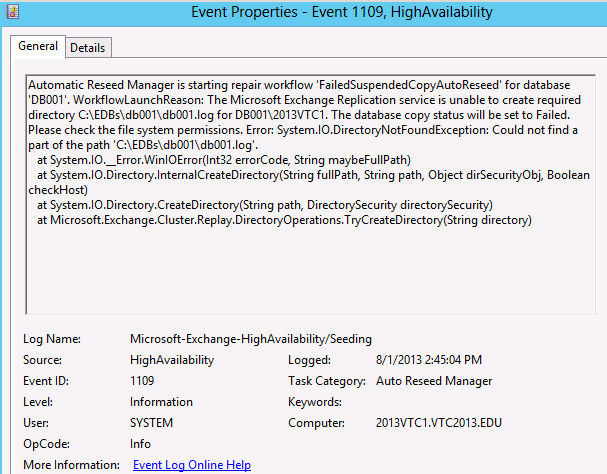 Event Properties - Event 1109, HighAvailability
General Details
Automatic Reseed Manager is starting repair workflow 'FailedSuspendedCopyAutoReseed' for database
'DB001'. WorkflowLaunchReason: The Microsoft Exchange Replication service is unable to create required
directory C:\EDBs\db001\db001.log for DB001\2013VTC1. The database copy status will be set to Failed.
Please check the file system permissions. Error: System.IO.DirectoryNotFoundException: Could not find a
part of the path 'C:\EDBs\db001\db001.log'.
at System.IO.__Error.WinIOError(Int32 errorCode, String maybeFullPath)
at System.IO.Directory.InternalCreateDirectory(String fullPath, String path, Object dirSecurityObj, Boolean
checkHost)
at System.IO.Directory.CreateDirectory(String path, DirectorySecurity directorySecurity)
at Microsoft.Exchange.Cluster.Replay.DirectoryOperations.TryCreateDirectory(String directory)
Log Name: Microsoft-Exchange-HighAvailability/Seeding
Source: HighAvailability Logged: 8/1/2013 2:45:04 PM
Event ID: 1109 Task Category: Auto Reseed Manager
Level: Information Keywords:
User: SYSTEM Computer: 2013VTC1.VTC2013.EDU
OpCode: Info
More Information: Event Log Online Help